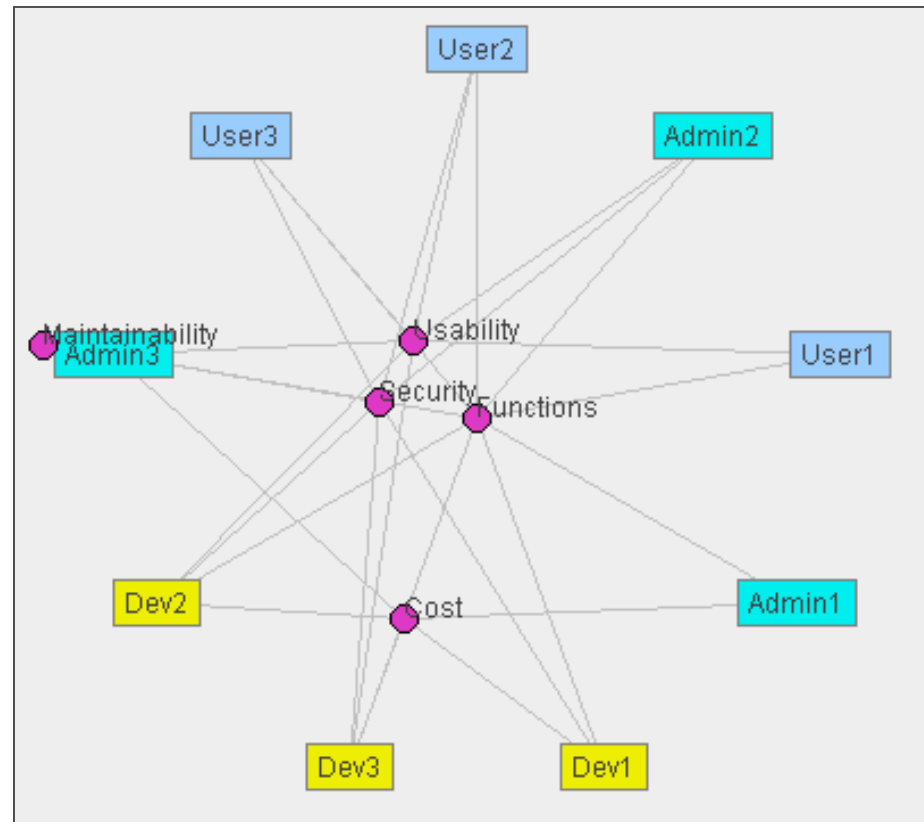 User2
User3
Admin2
Maintainability
Usability
Admin3
User1
Security
Functions
Dev2
Cost
Admin1
Dev3
Dev1